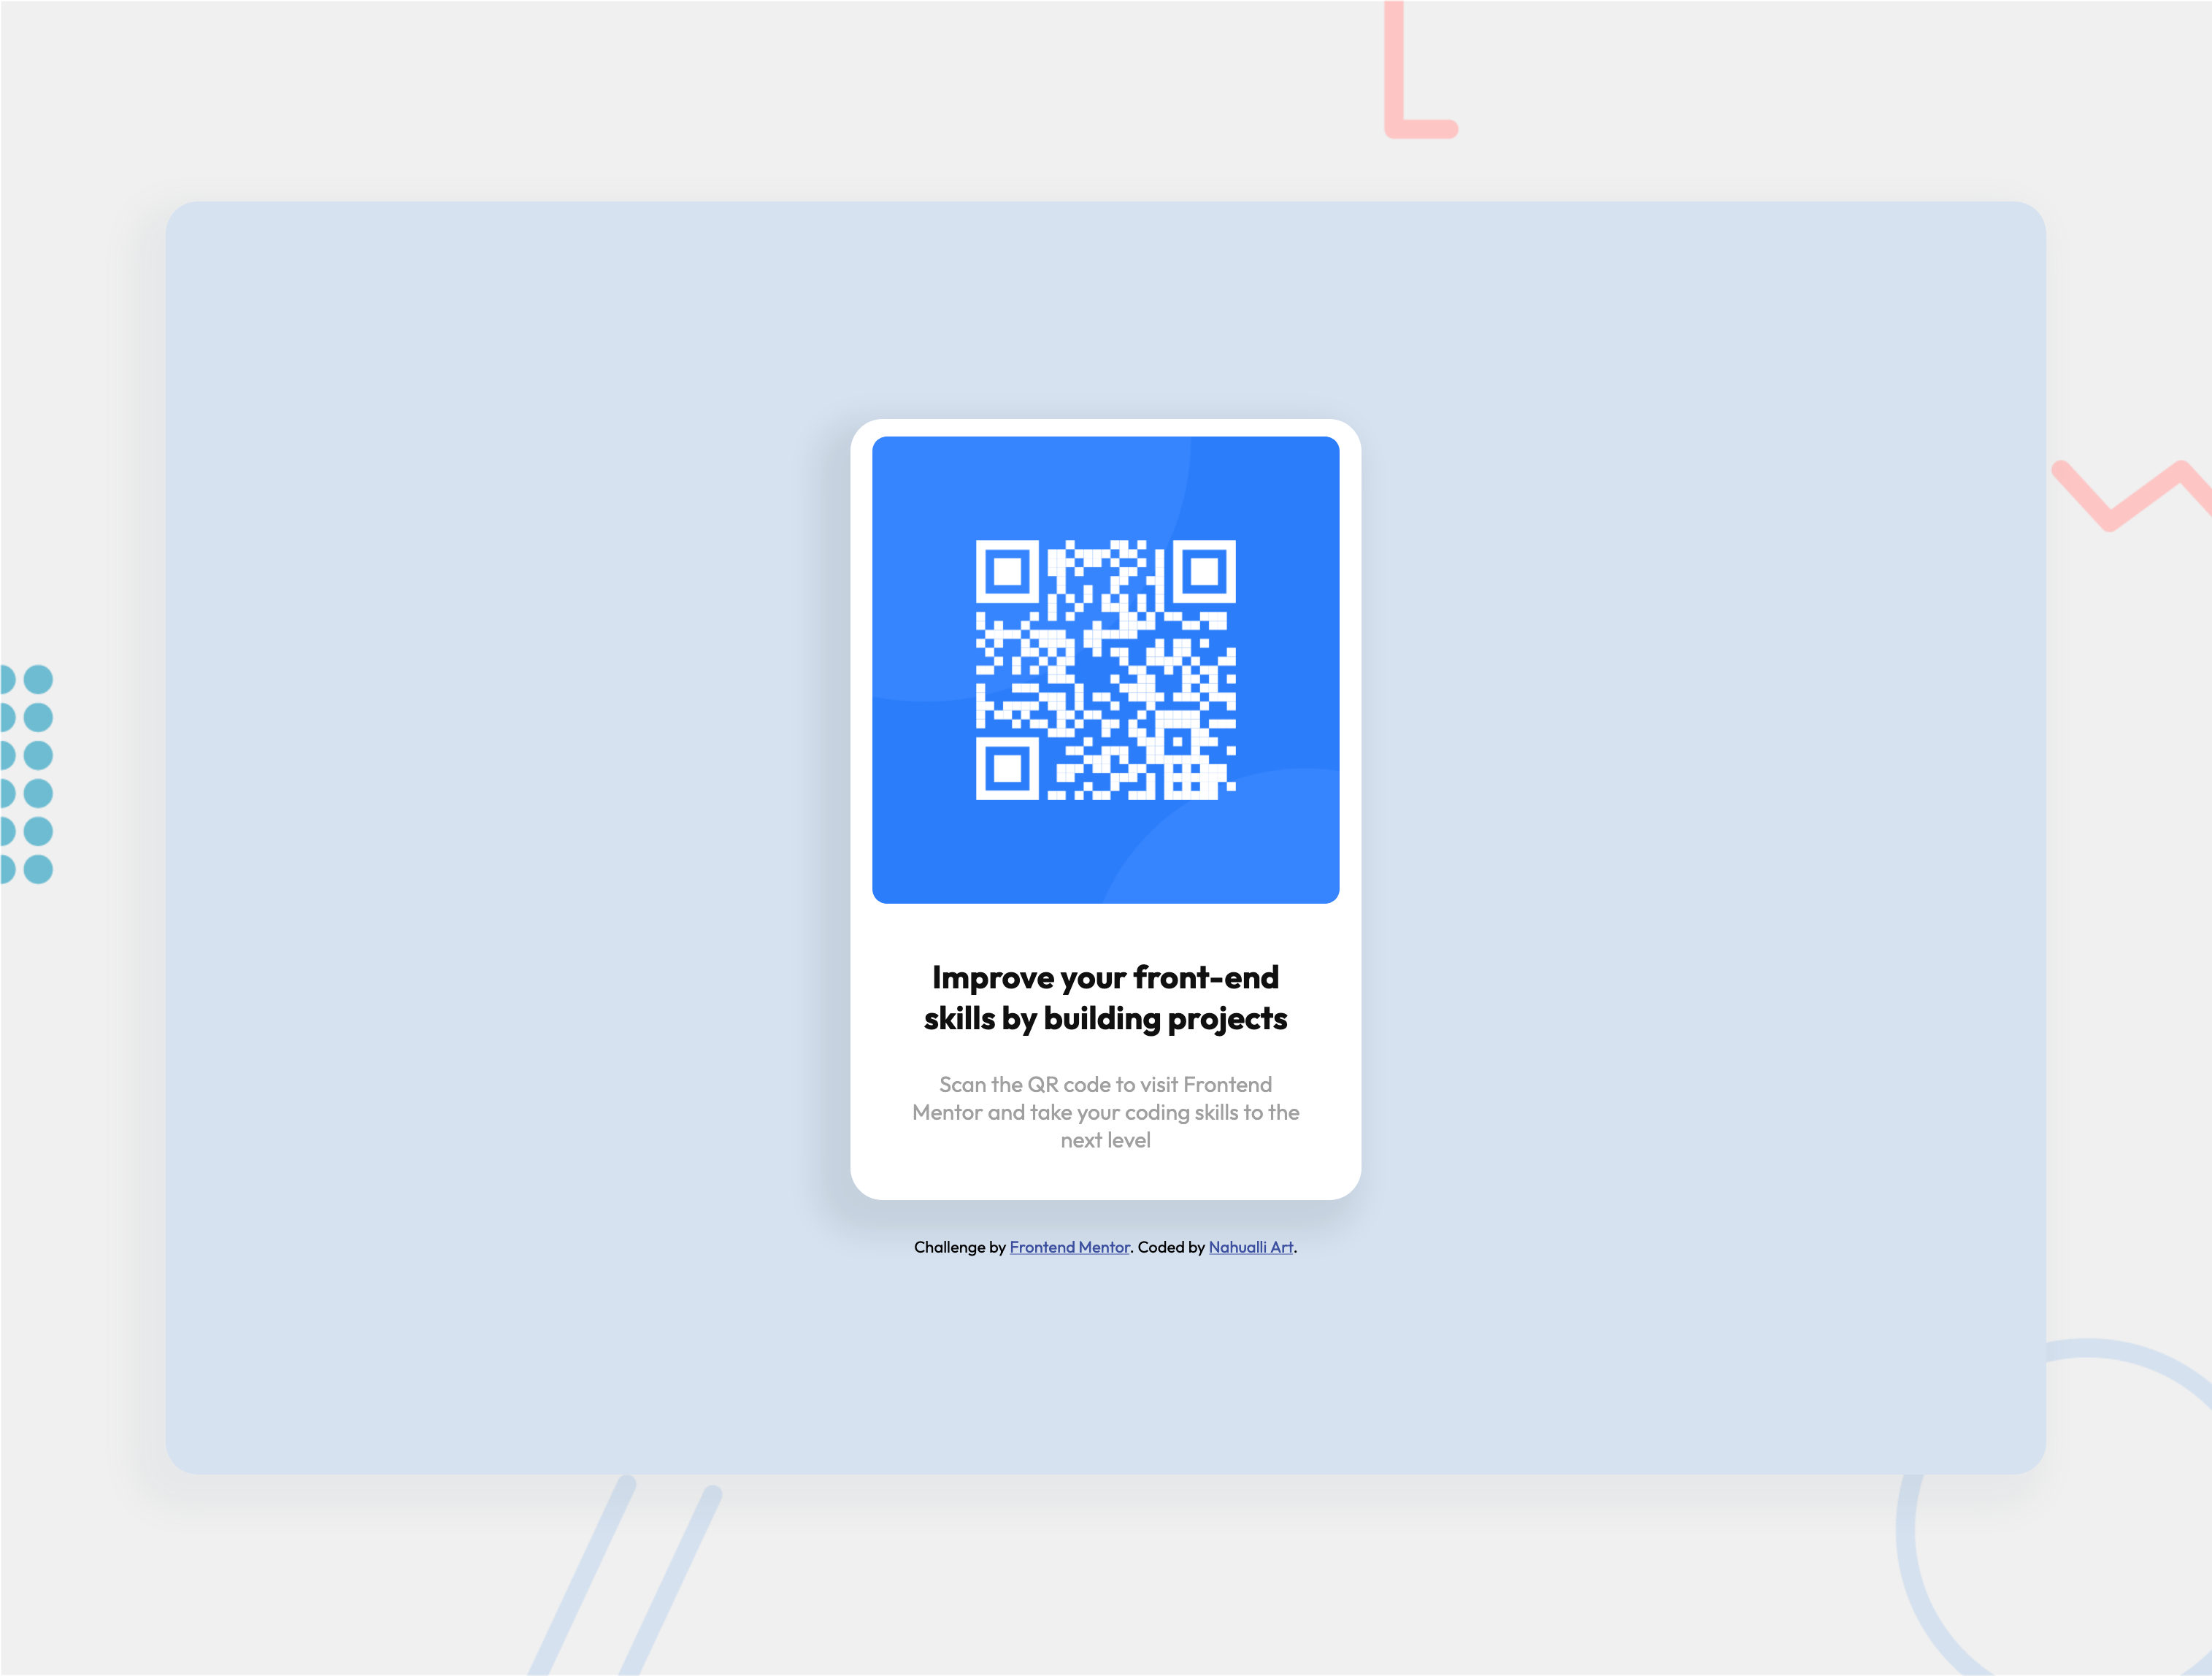 Improve your front-end
skills by building projects
Scan the QR code to visit Frontend
Mentor and take your coding skills to the
next level
Challenge by Frontend Mentor. Coded by Nahualli Art.